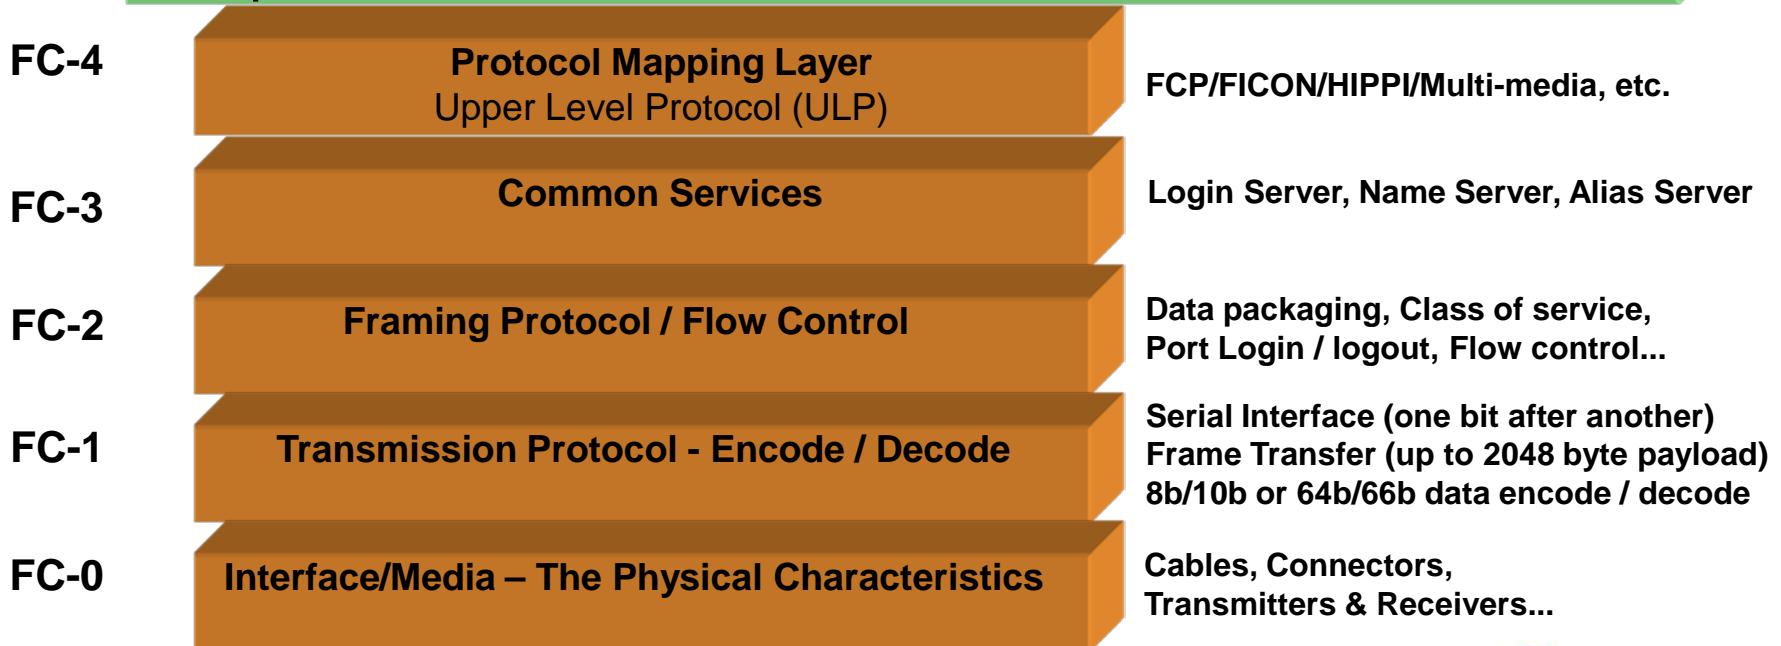 FC-4
Protocol Mapping Layer
Upper Level Protocol (ULP)
FCP/FICON/HIPPI/Multi-media, etc.
FC-3
Common Services
Login Server, Name Server, Alias Server
FC-2
Framing Protocol / Flow Control
Data packaging, Class of service,
Port Login / logout, Flow control...
FC-1
Transmission Protocol - Encode / Decode
Serial Interface (one bit after another)
Frame Transfer (up to 2048 byte payload)
8b/10b or 64b/66b data encode / decode
FC-0
Interface/Media – The Physical Characteristics
Cables, Connectors,
Transmitters & Receivers...